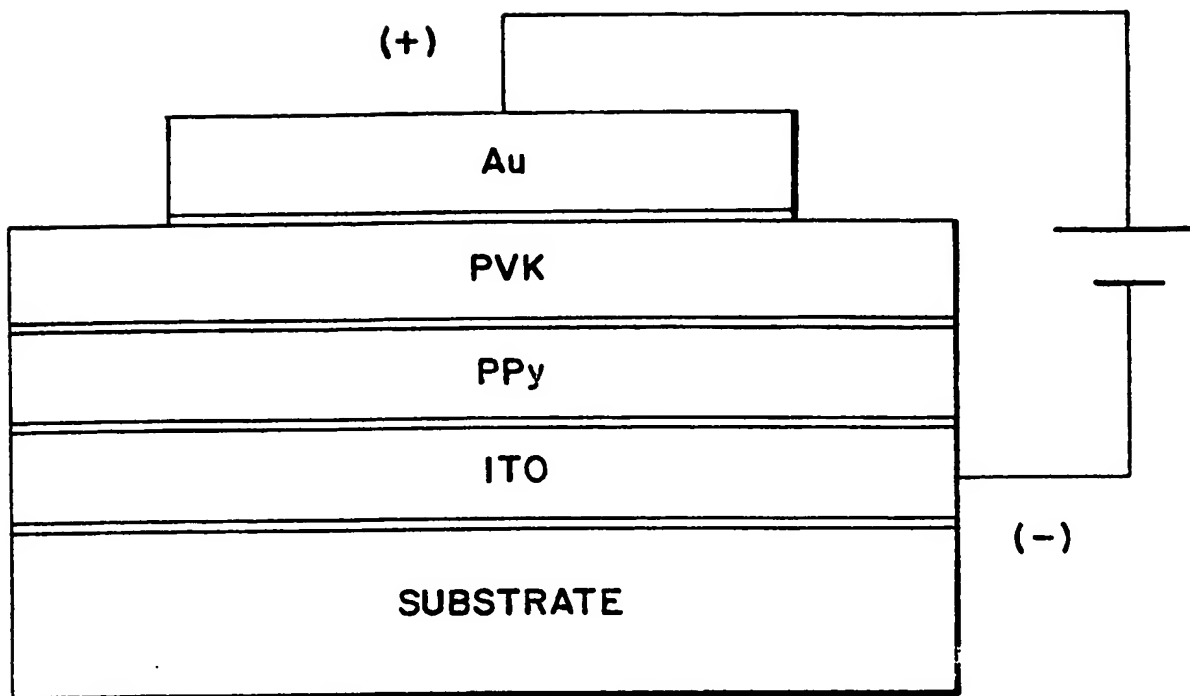 (+)
Au
PVK
PPy
ITO
(-)
SUBSTRATE